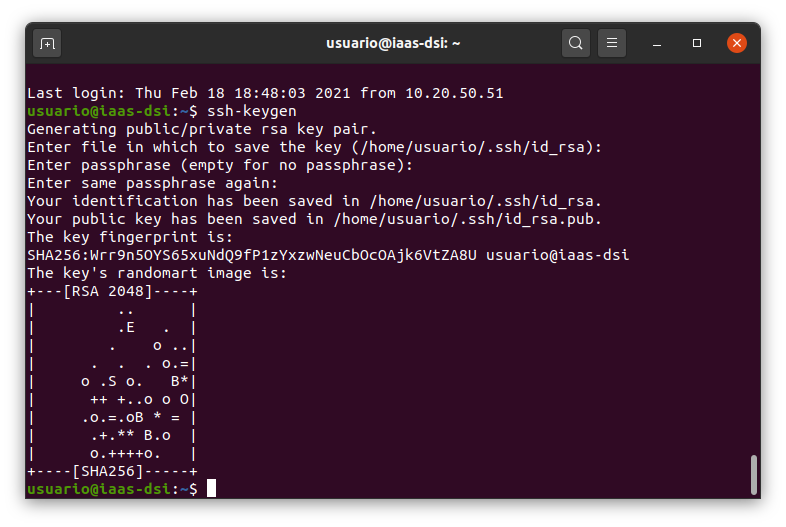 usuario@iaas-dsi: ~
Last login: Thu Feb 18 18:48:03 2021 from 10.20.50.51
usuario@iaas-dsi:~$ ssh-keygen
Generating public/private rsa key pair.
Enter file in which to save the key (/home/usuario/.ssh/id_rsa):
Enter passphrase (empty for no passphrase):
Enter same passphrase again:
Your identification has been saved in /home/usuario/.ssh/id_rsa.
Your public key has been saved in /home/usuario/.ssh/id_rsa.pub.
The key fingerprint is:
SHA256:Wrr9n5OYS65xuNdQ9fP1zYxzwNeuCbOcOAjk6VtZA8U usuario@iaas-dsi
The key's randomart image is:
+---[RSA 2048]----+
|         ..      |
|         .E   .  |
|        .    o ..|
|      .  .  . o.=|
|     o .S o.   B*|
|      ++ +..o o O|
|     .o.=.oB * = |
|      .+.** B.o  |
|      o.++++o.   |
+----[SHA256]-----+
usuario@iaas-dsi:~$